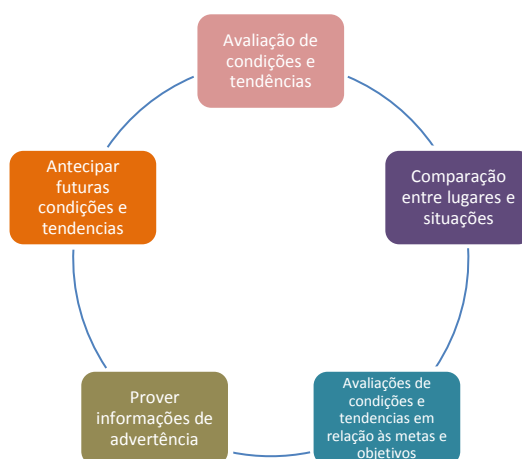 Avaliação de
condições e
tendências
Comparação
entre lugares e
situações
Avaliações de
condições e
tendencias em
relação às metas e
objetivos
Prover
informações de
advertência
Antecipar
futuras
condições e
tendencias